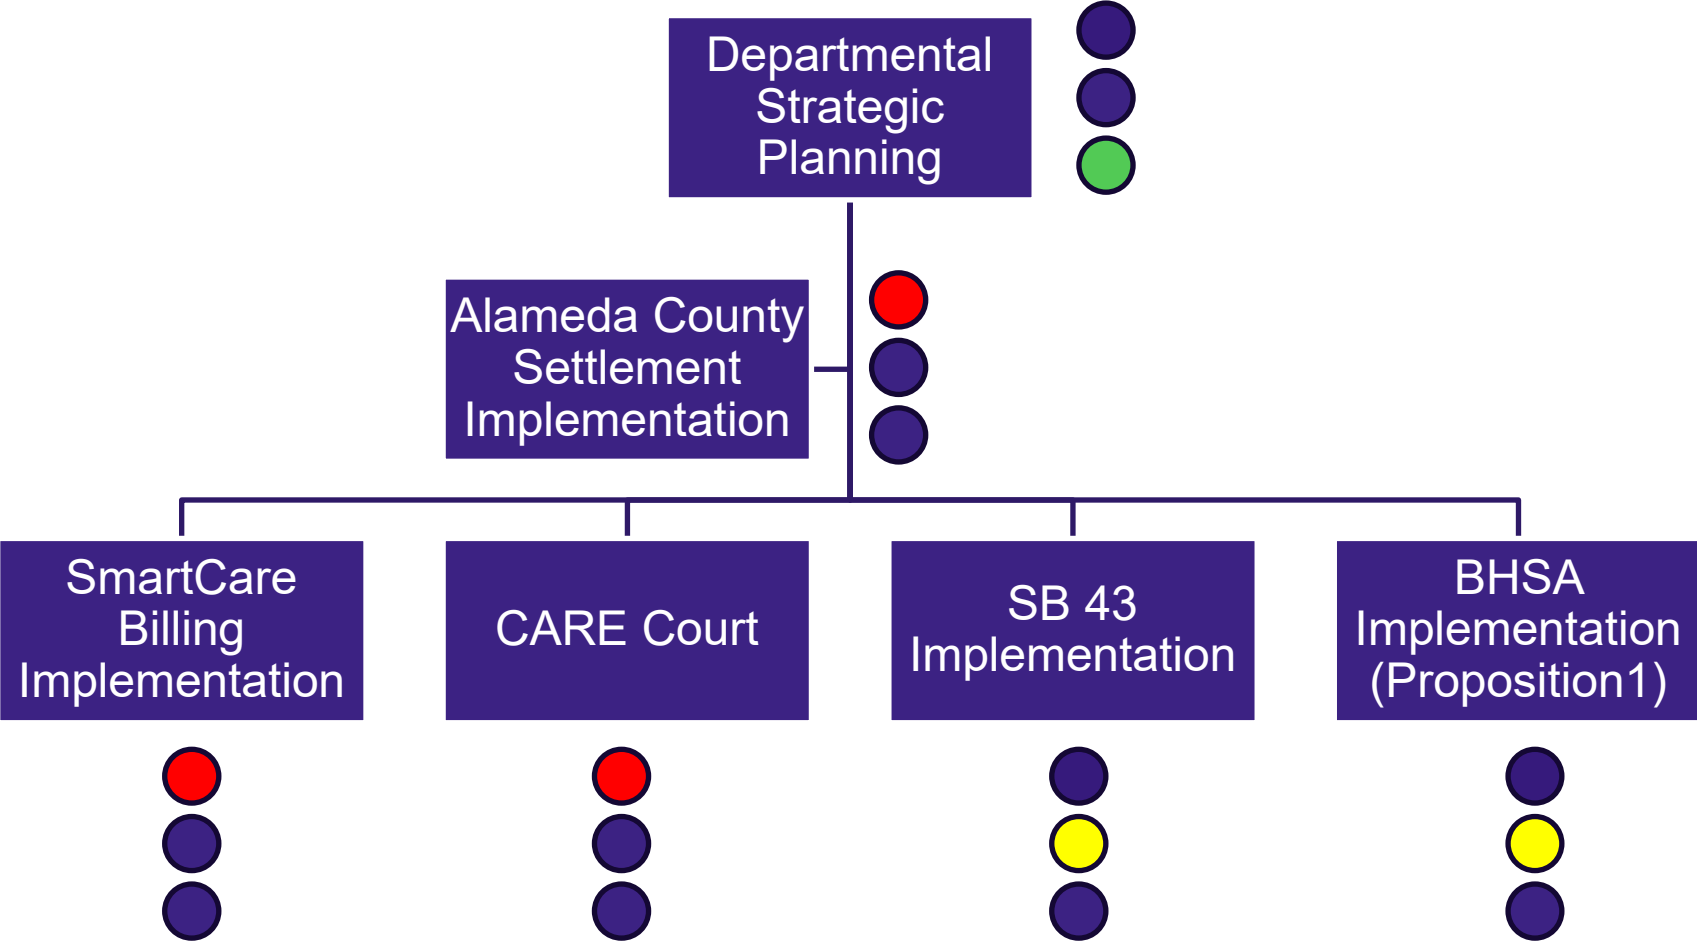 Departmental
Strategic
Planning
Alameda County
Settlement
Implementation
SmartCare
Billing
Implementation
CARE Court
SB 43
Implementation
BHSA
Implementation
(Proposition1)